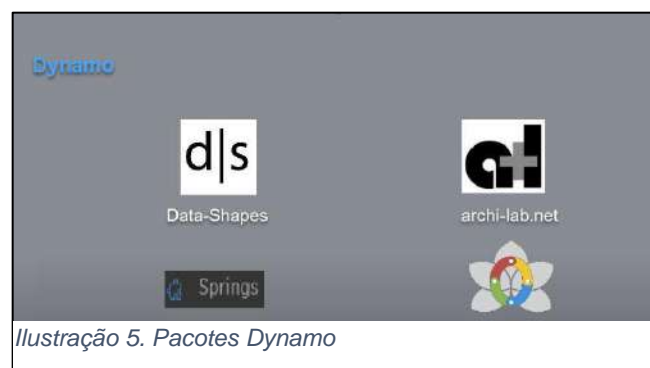 Dynamo
d|s
Data-Shapes
archi-lab.net
Springs
Ilustração 5. Pacotes Dynamo